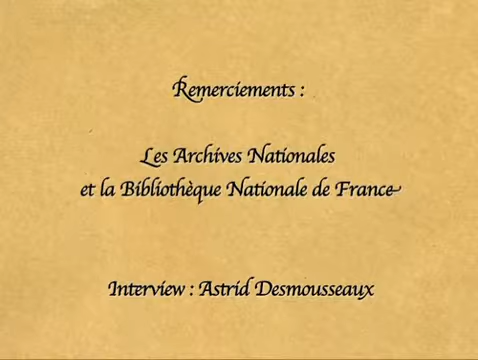 Remerciements :
Les Archives Nationales
et la Bibliothèque Nationale de France
Interview : Astrid Desmousseaux